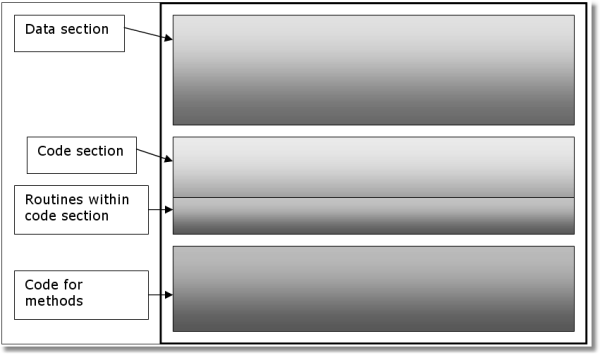 Data section
Code section
Routines within
code section
Code for
methods